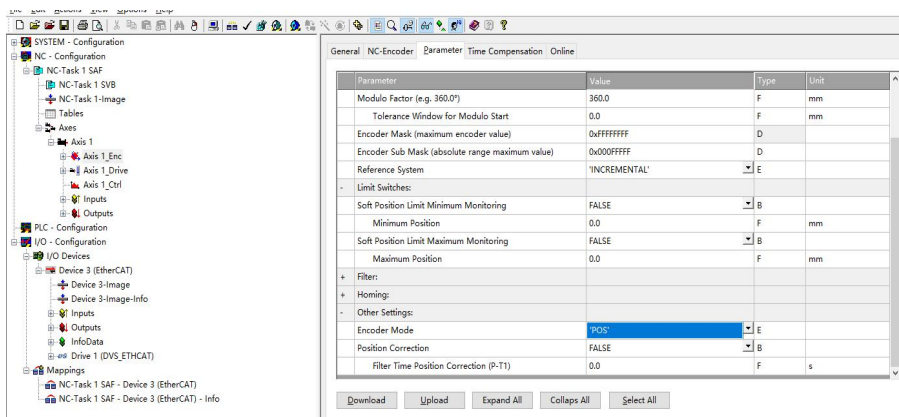 SYSTEM - Configuration
NC - Configuration
NC-Task 1 SAF
NC-Task 1 SVB
NC-Task 1-Image
Tables
Axes
Axis 1
Axis 1_Enc
Axis 1_Drive
Axis 1_Ctrl
Inputs
Outputs
PLC - Configuration
I/O - Configuration
I/O Devices
Device 3 (EtherCAT)
Device 3-Image
Device 3-Image-Info
Inputs
Outputs
InfoData
Drive 1 (DVS_ETHCAT)
Mappings
NC-Task 1 SAF - Device 3 (EtherCAT)
NC-Task 1 SAF - Device 3 (EtherCAT) - Info
General NC-Encoder Parameter Time Compensation Online
Parameter Value Type Unit
Modulo Factor (e.g. 360.0°) 360.0 F mm
Tolerance Window for Modulo Start 0.0 F mm
Encoder Mask (maximum encoder value) 0xFFFFFFFF D
Encoder Sub Mask (absolute range maximum value) 0x000FFFFF D
Reference System 'INCREMENTAL' E
- Limit Switches:
Soft Position Limit Minimum Monitoring FALSE B
Minimum Position 0.0 F mm
Soft Position Limit Maximum Monitoring FALSE B
Maximum Position 0.0 F mm
+ Filter:
+ Homing:
- Other Settings:
Encoder Mode 'POS' E
Position Correction FALSE B
Filter Time Position Correction (P-T1) 0.0 F s
Download Upload Expand All Collaps All Select All